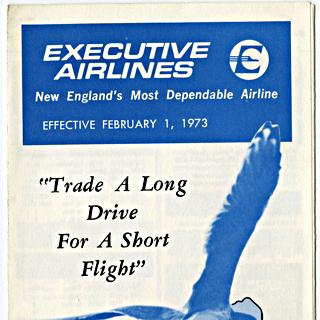 EXECUTIVE
AIRLINES
New England's Most Dependable Airline
EFFECTIVE FEBRUARY 1, 1973
"Trade A Long
Drive
For A Short
Flight"